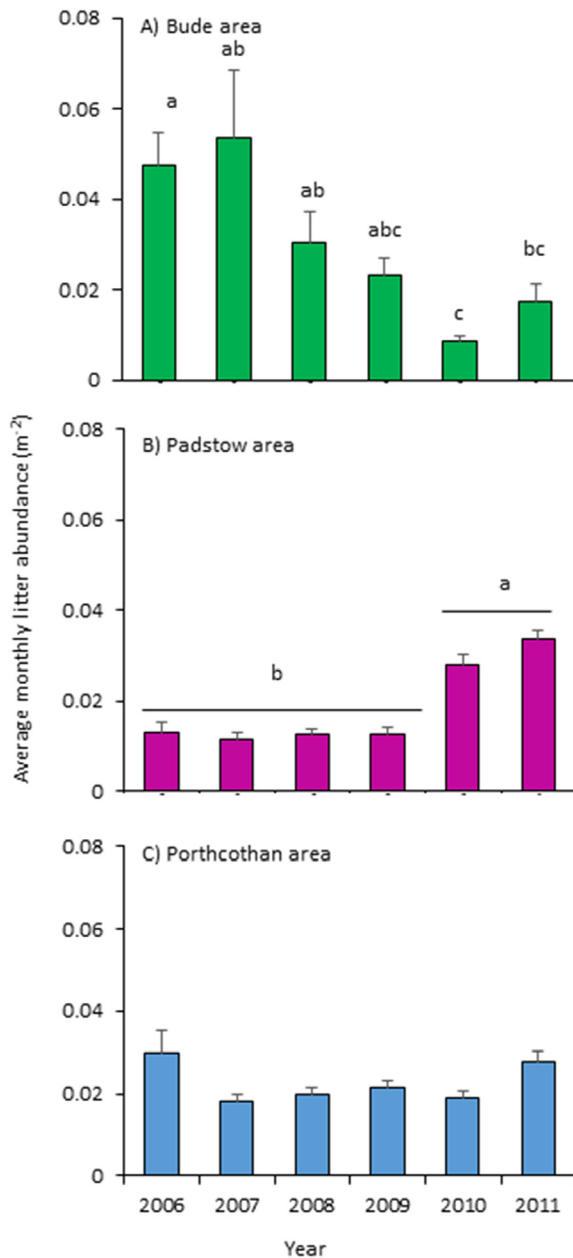 0.08
A) Bude area
ab
a
0.06
ab
0.04
abc
bc
0.02
c
0
0.08
B) Padstow area
0.06
a
0.04
b
0.02
0
Average monthly litter abundance (m⁻²)
0.08
C) Porthcothan area
0.06
0.04
0.02
0
2006 2007 2008 2009 2010 2011
Year